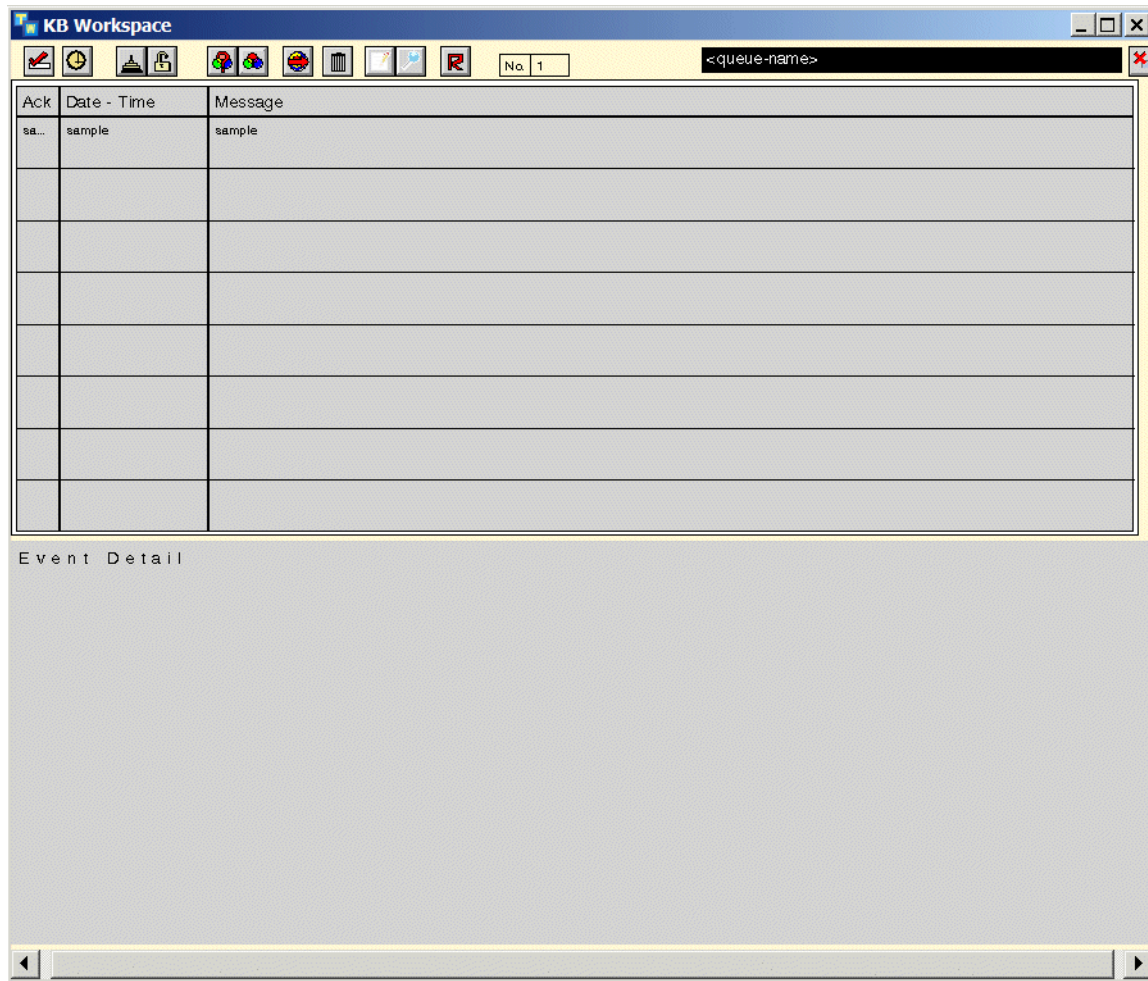 KB Workspace
No. 1 <queue-name>
Ack Date - Time Message
sa... sample sample
Event Detail